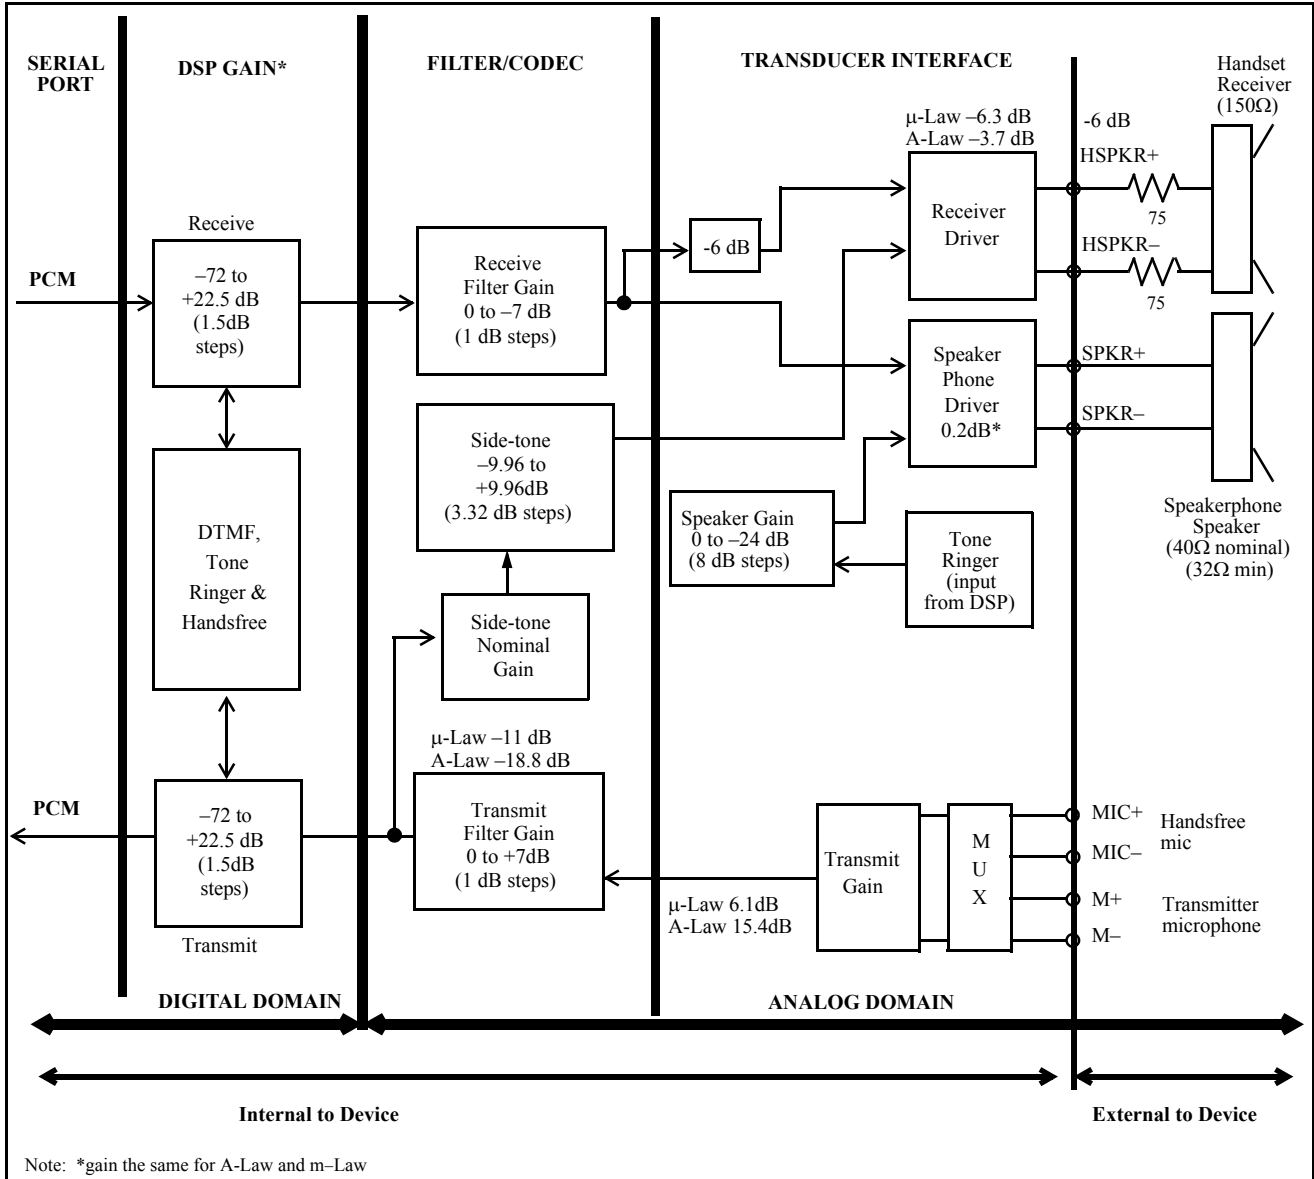 SERIAL
PORT
DSP GAIN*
FILTER/CODEC
TRANSDUCER INTERFACE
Handset
Receiver
(150Ω)
μ-Law –6.3 dB
A-Law –3.7 dB
-6 dB
HSPKR+
75
HSPKR–
75
Receiver
Driver
-6 dB
Receive
PCM
–72 to
+22.5 dB
(1.5dB
steps)
Receive
Filter Gain
0 to –7 dB
(1 dB steps)
Speaker
Phone
Driver
0.2dB*
SPKR+
SPKR–
Side-tone
–9.96 to
+9.96dB
(3.32 dB steps)
Speaker Gain
0 to –24 dB
(8 dB steps)
Tone
Ringer
(input
from DSP)
Speakerphone
Speaker
(40Ω nominal)
(32Ω min)
DTMF,
Tone
Ringer &
Handsfree
Side-tone
Nominal
Gain
μ-Law –11 dB
A-Law –18.8 dB
PCM
–72 to
+22.5 dB
(1.5dB
steps)
Transmit
Transmit
Filter Gain
0 to +7dB
(1 dB steps)
μ-Law 6.1dB
A-Law 15.4dB
Transmit
Gain
M
U
X
MIC+
MIC–
Handsfree
mic
M+
M–
Transmitter
microphone
DIGITAL DOMAIN
ANALOG DOMAIN
Internal to Device
External to Device
Note: *gain the same for A-Law and m–Law